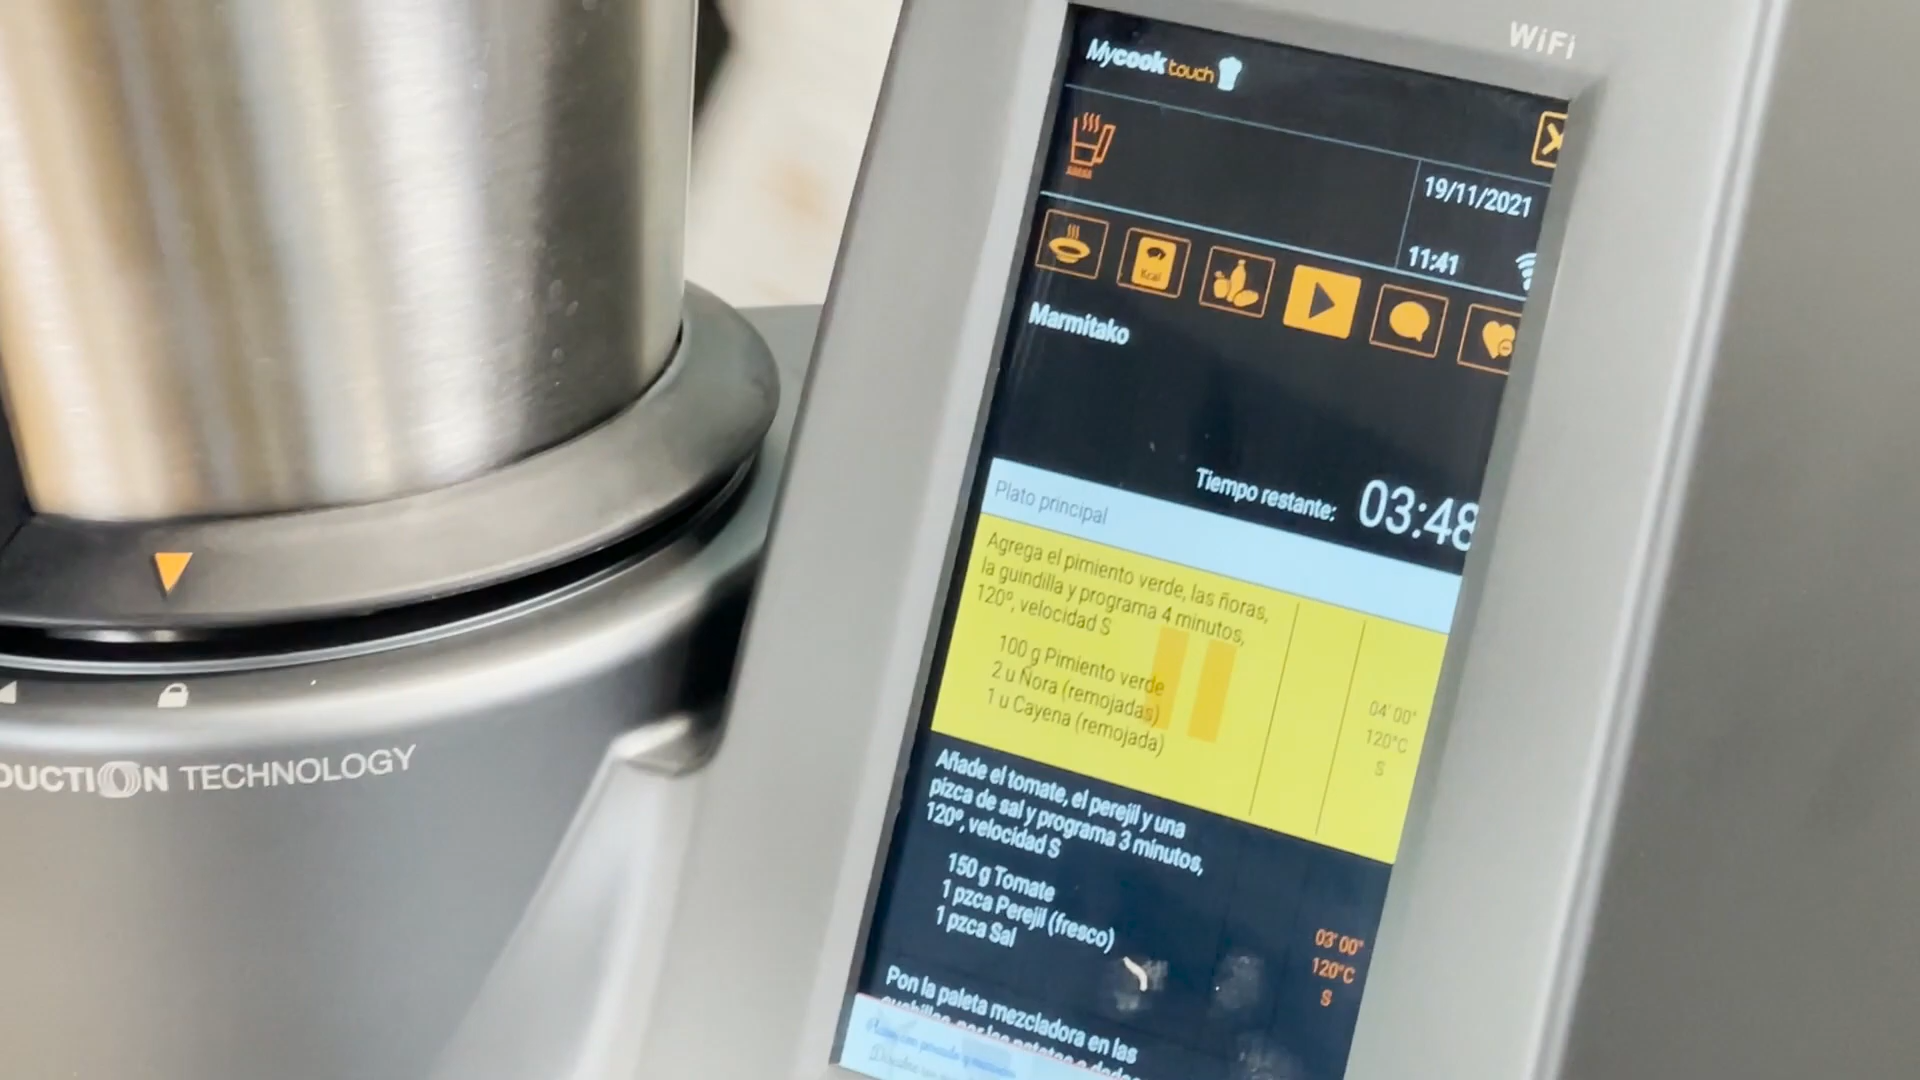 WiFi
Mycook touch
19/11/2021
11:41
Kcal
Marmitako
Tiempo restante: 03:48
Plato principal
Agrega el pimiento verde, las ñoras,
la guindilla y programa 4 minutos,
120º, velocidad S
100 g Pimiento verde
2 u Ñora (remojadas)
1 u Cayena (remojada)
04' 00"
120°C
S
Añade el tomate, el perejil y una
pizca de sal y programa 3 minutos,
120º, velocidad S
150 g Tomate
1 pzca Perejil (fresco)
1 pzca Sal
03' 00"
120°C
S
Pon la paleta mezcladora en las
DUCTION TECHNOLOGY